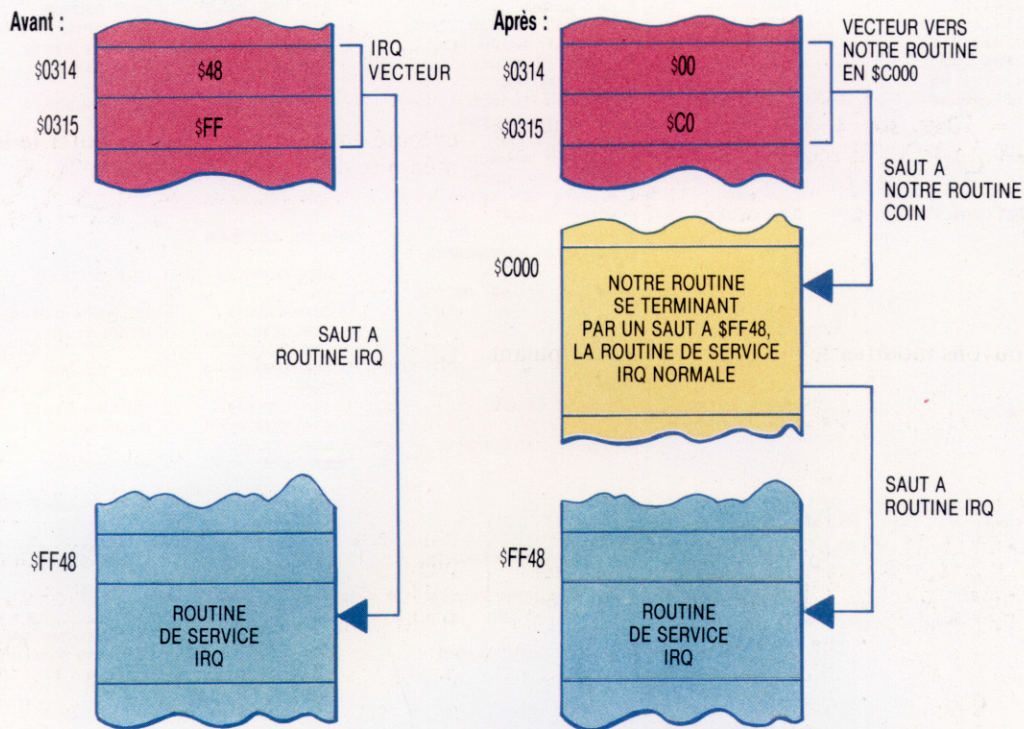 Avant :
$0314
$48
$0315
$FF
IRQ
VECTEUR
SAUT A
ROUTINE IRQ
$FF48
ROUTINE
DE SERVICE
IRQ
Après :
$0314
$00
$0315
$C0
VECTEUR VERS
NOTRE ROUTINE
EN $C000
SAUT A
NOTRE ROUTINE
COIN
$C000
NOTRE ROUTINE
SE TERMINANT
PAR UN SAUT A $FF48,
LA ROUTINE DE SERVICE
IRQ NORMALE
SAUT A
ROUTINE IRQ
$FF48
ROUTINE
DE SERVICE
IRQ